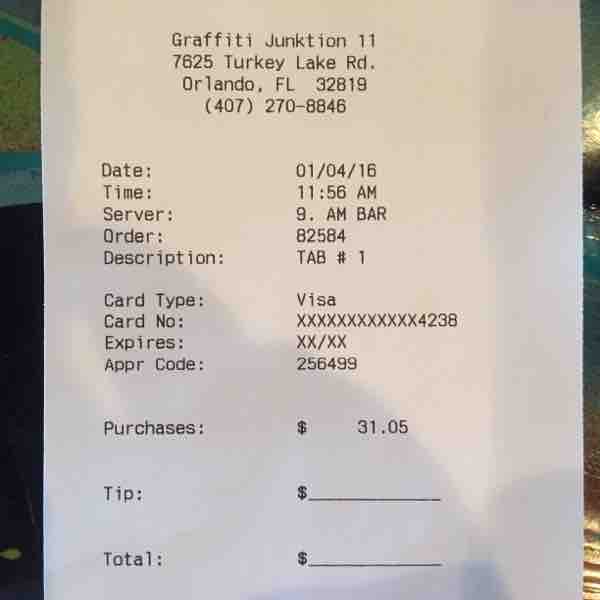 Graffiti Junktion 11
7625 Turkey Lake Rd.
Orlando, FL 32819
(407) 270-8846
Date: 01/04/16
Time: 11:56 AM
Server: 9. AM BAR
Order: 82584
Description: TAB # 1
Card Type: Visa
Card No: XXXXXXXXXXXX4238
Expires: XX/XX
Appr Code: 256499
Purchases: $ 31.05
Tip: $____________
Total: $____________